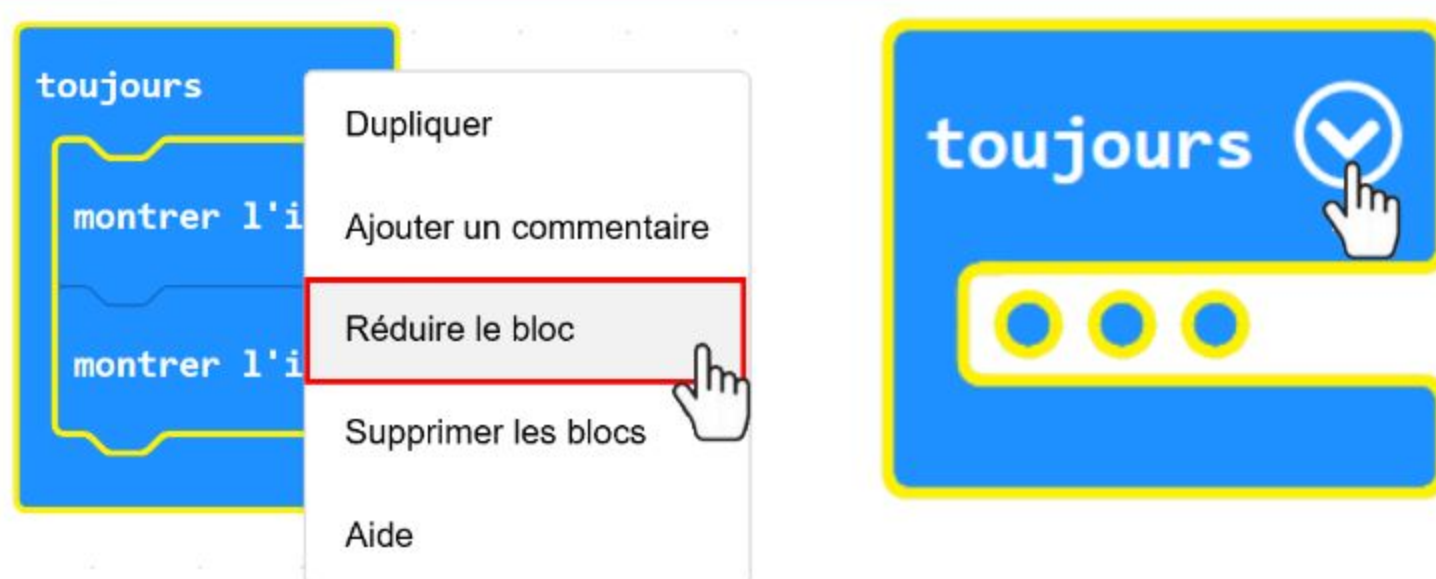 toujours
montrer l'i
montrer l'i
Dupliquer
Ajouter un commentaire
Réduire le bloc
Supprimer les blocs
Aide
toujours